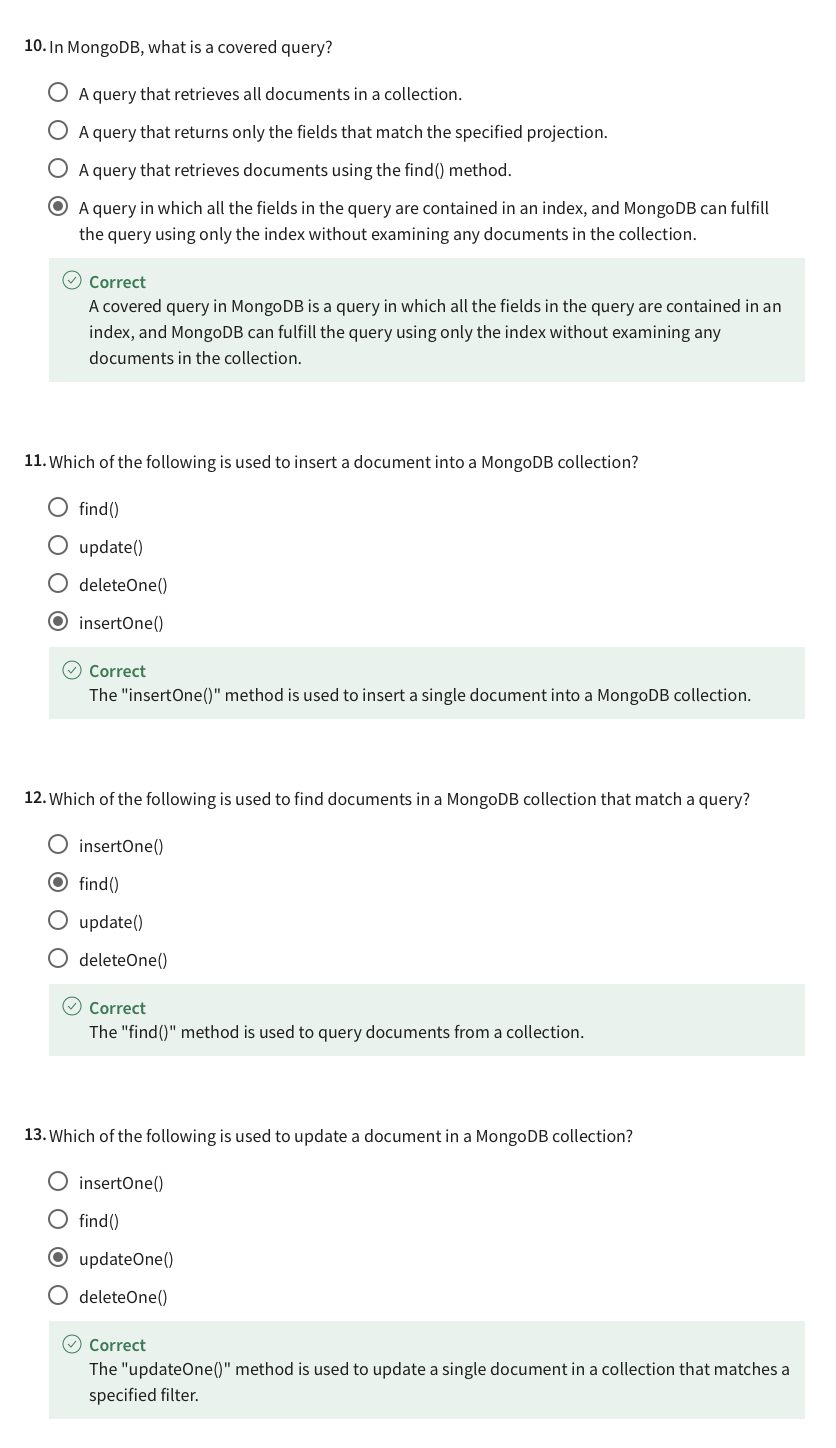 10. In MongoDB, what is a covered query?
A query that retrieves all documents in a collection.
A query that returns only the fields that match the specified projection.
A query that retrieves documents using the find() method.
A query in which all the fields in the query are contained in an index, and MongoDB can fulfill
the query using only the index without examining any documents in the collection.
Correct
A covered query in MongoDB is a query in which all the fields in the query are contained in an
index, and MongoDB can fulfill the query using only the index without examining any
documents in the collection.
11. Which of the following is used to insert a document into a MongoDB collection?
find()
update()
deleteOne()
insertOne()
Correct
The "insertOne()" method is used to insert a single document into a MongoDB collection.
12. Which of the following is used to find documents in a MongoDB collection that match a query?
insertOne()
find()
update()
deleteOne()
Correct
The "find()" method is used to query documents from a collection.
13. Which of the following is used to update a document in a MongoDB collection?
insertOne()
find()
updateOne()
deleteOne()
Correct
The "updateOne()" method is used to update a single document in a collection that matches a
specified filter.